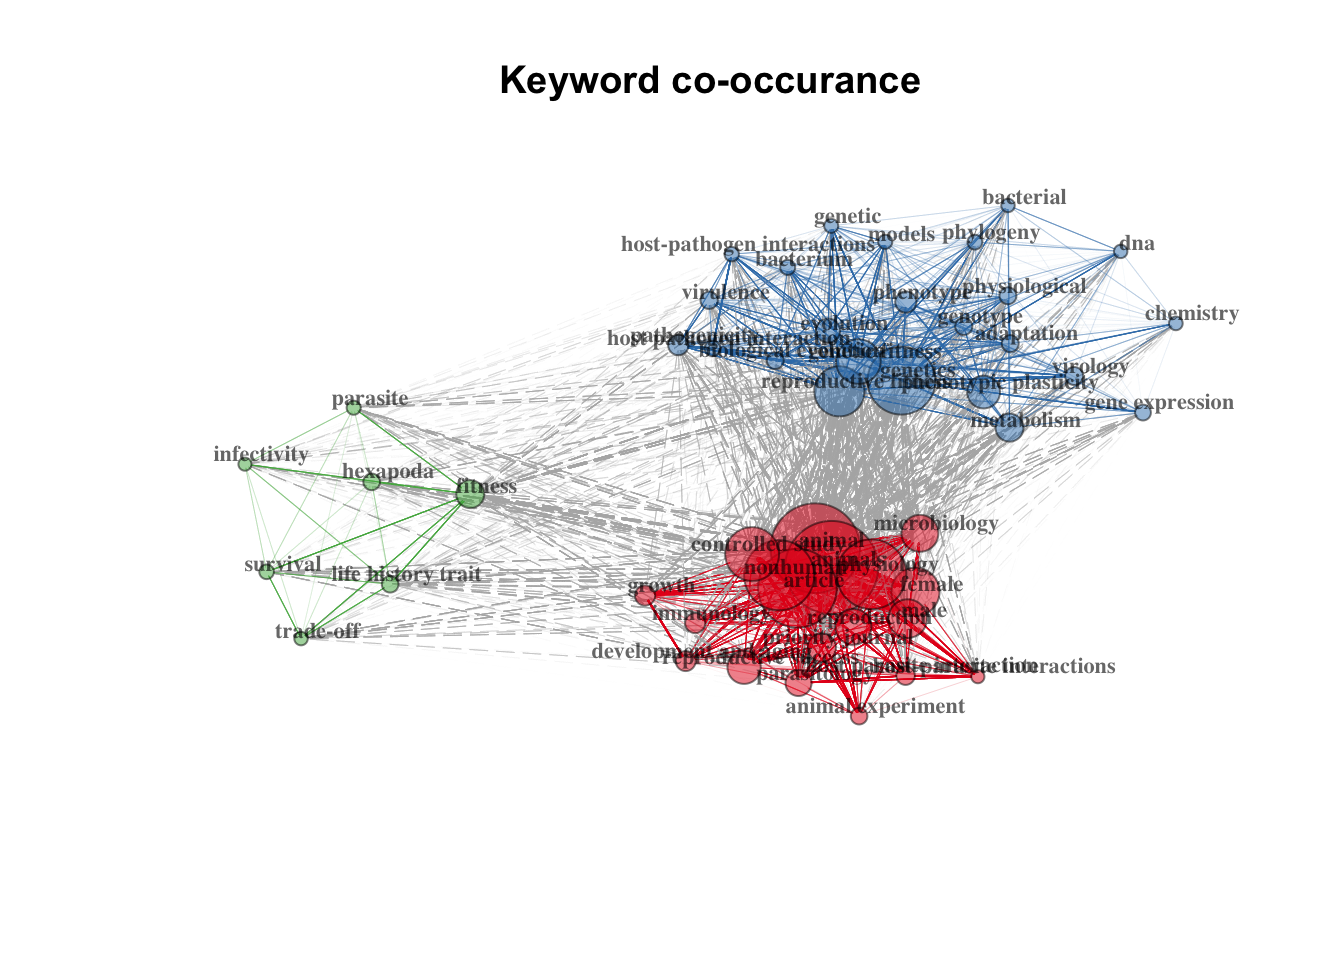 Keyword co-occurance
bacterial
genetic
models
phylogeny
dna
host-pathogen interactions
bacterium
virulence
phenotype
physiological
chemistry
evolution
genotype
adaptation
pathogenicity
host-pathogen interaction
biological evolution
genetics
virology
reproductive fitness
phenotypic plasticity
gene expression
metabolism
parasite
infectivity
hexapoda
fitness
survival
life history trait
trade-off
microbiology
controlled study
animal
animals
nonhuman
physiology
article
female
growth
male
immunology
reproduction
priority journal
development and aging
reproductive success
parasitology
host-parasite interaction
host-parasite interactions
animal experiment